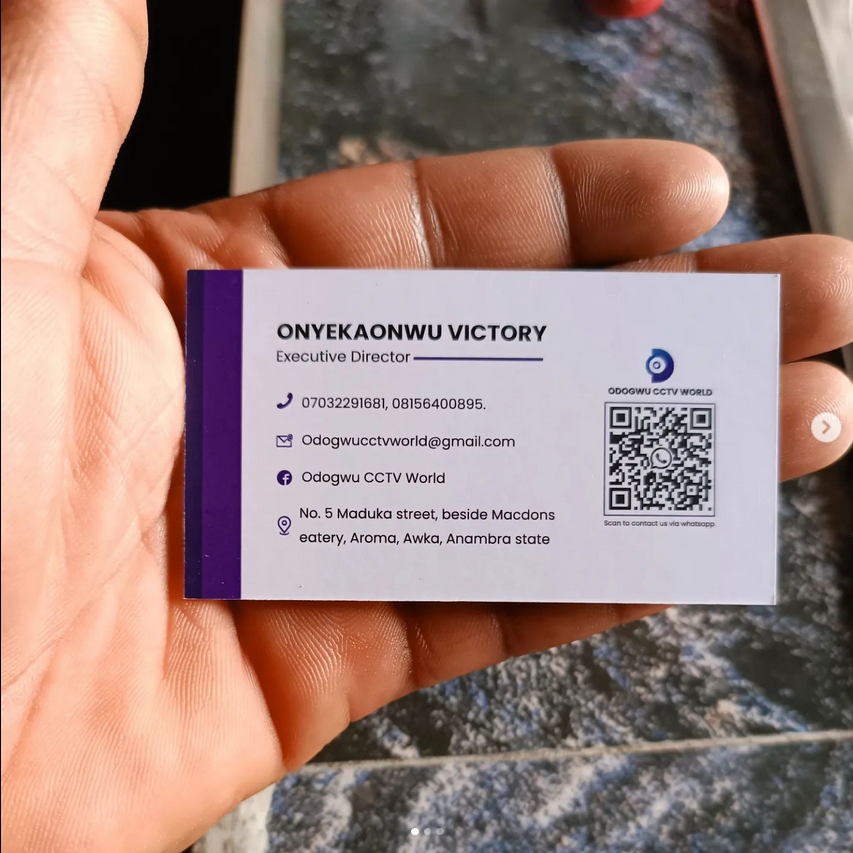 ONYEKAONWU VICTORY
Executive Director
07032291681, 08156400895.
Odogwucctvworld@gmail.com
Odogwu CCTV World
No. 5 Maduka street, beside Macdons
eatery, Aroma, Awka, Anambra state
ODOGWU CCTV WORLD
Scan to contact us via whatsapp